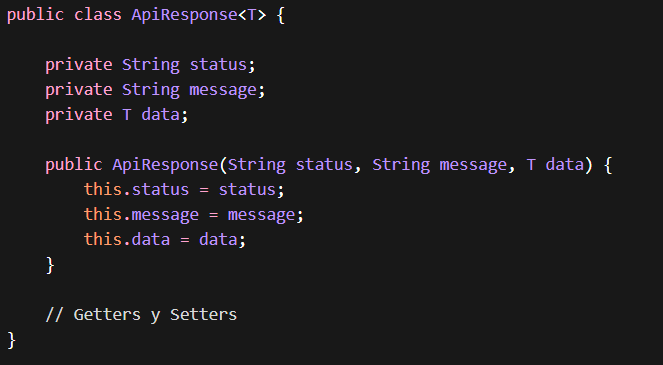 public class ApiResponse<T> {
    private String status;
    private String message;
    private T data;
    public ApiResponse(String status, String message, T data) {
        this.status = status;
        this.message = message;
        this.data = data;
    }
    // Getters y Setters
}